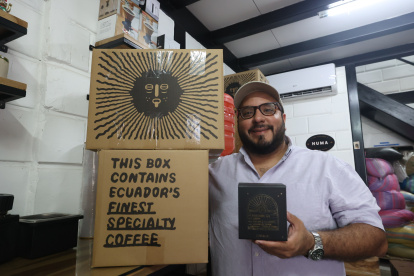 THIS BOX
CONTAINS
ECUADOR'S
FINEST
SPECIALTY
COFFEE
HUMA